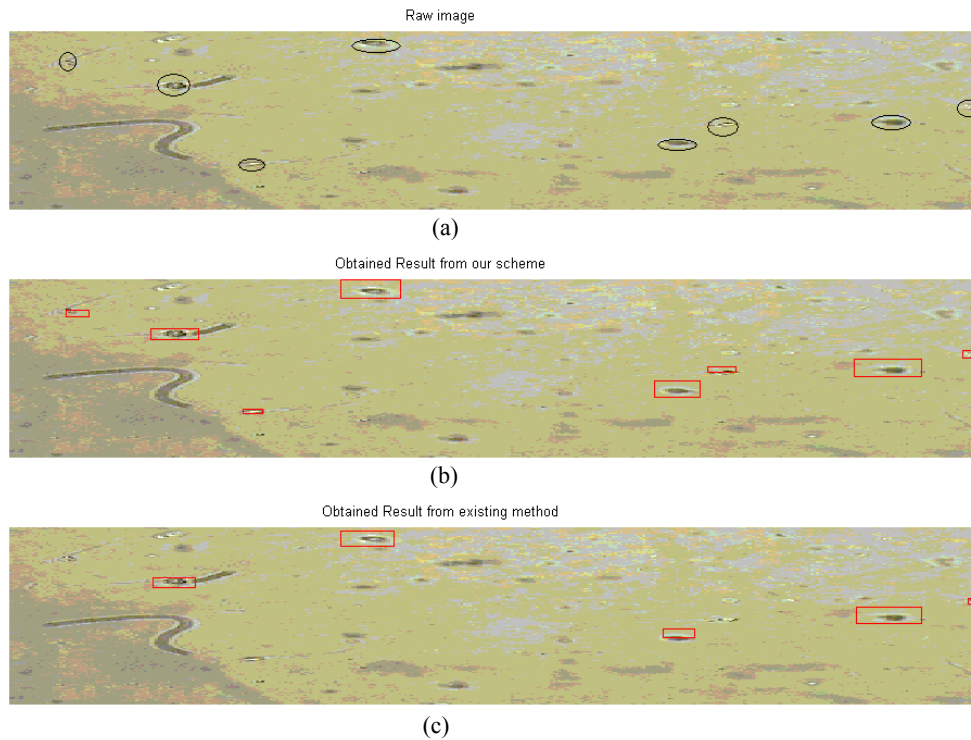 Raw image
(a)
Obtained Result from our scheme
(b)
Obtained Result from existing method
(c)